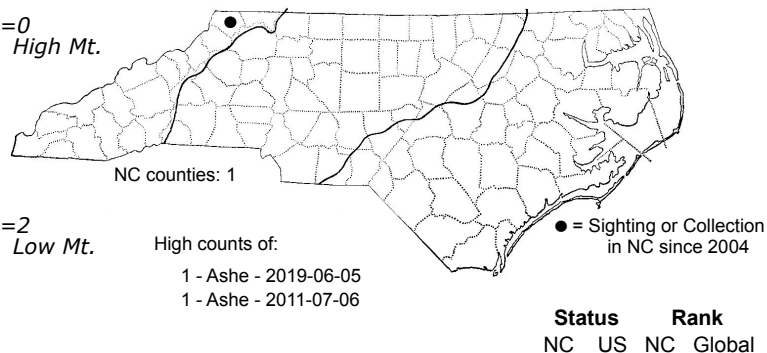 =0
High Mt.
NC counties: 1
=2
Low Mt.
High counts of:
1 - Ashe - 2019-06-05
1 - Ashe - 2011-07-06
● = Sighting or Collection
in NC since 2004
Status Rank
NC US NC Global